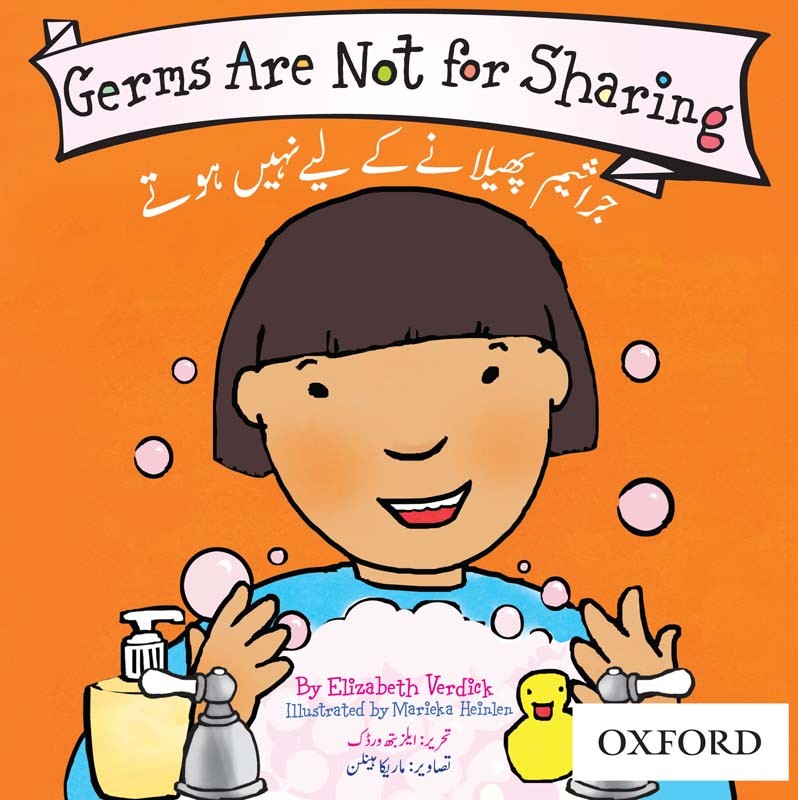 Germs Are Not for Sharing
جراثیم پھیلانے کے لیے نہیں ہوتے
By Elizabeth Verdick
Illustrated by Marieka Heinlen
تحریر: ایلزبتھ ورڈک
تصاویر: ماریکا ہینلن
OXFORD